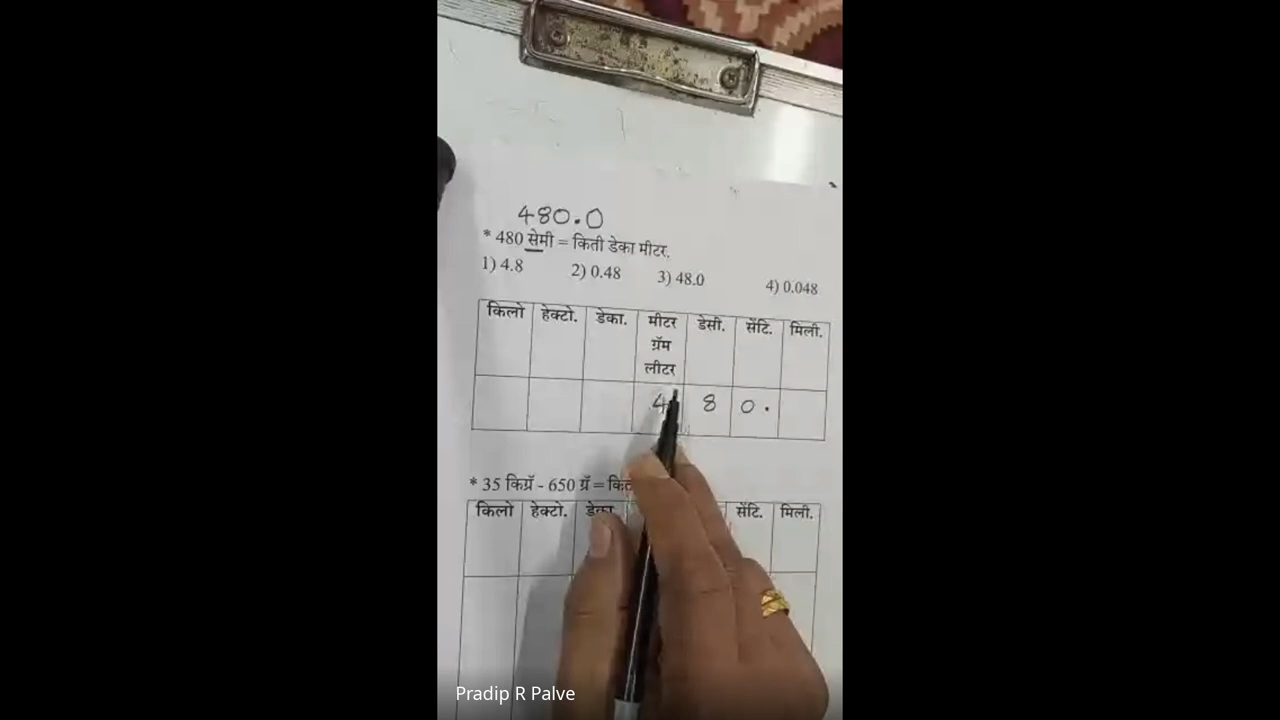 480.0
* 480 सेमी = किती डेका मीटर.
1) 4.8 2) 0.48 3) 48.0 4) 0.048
किलो हेक्टो. डेका. मीटर ग्रॅम लीटर डेसी. सेंटि. मिली.
4 8 0.
* 35 किग्रॅ - 650 ग्रॅ =
किलो हेक्टो. डेका सेंटि. मिली.
Pradip R Palve